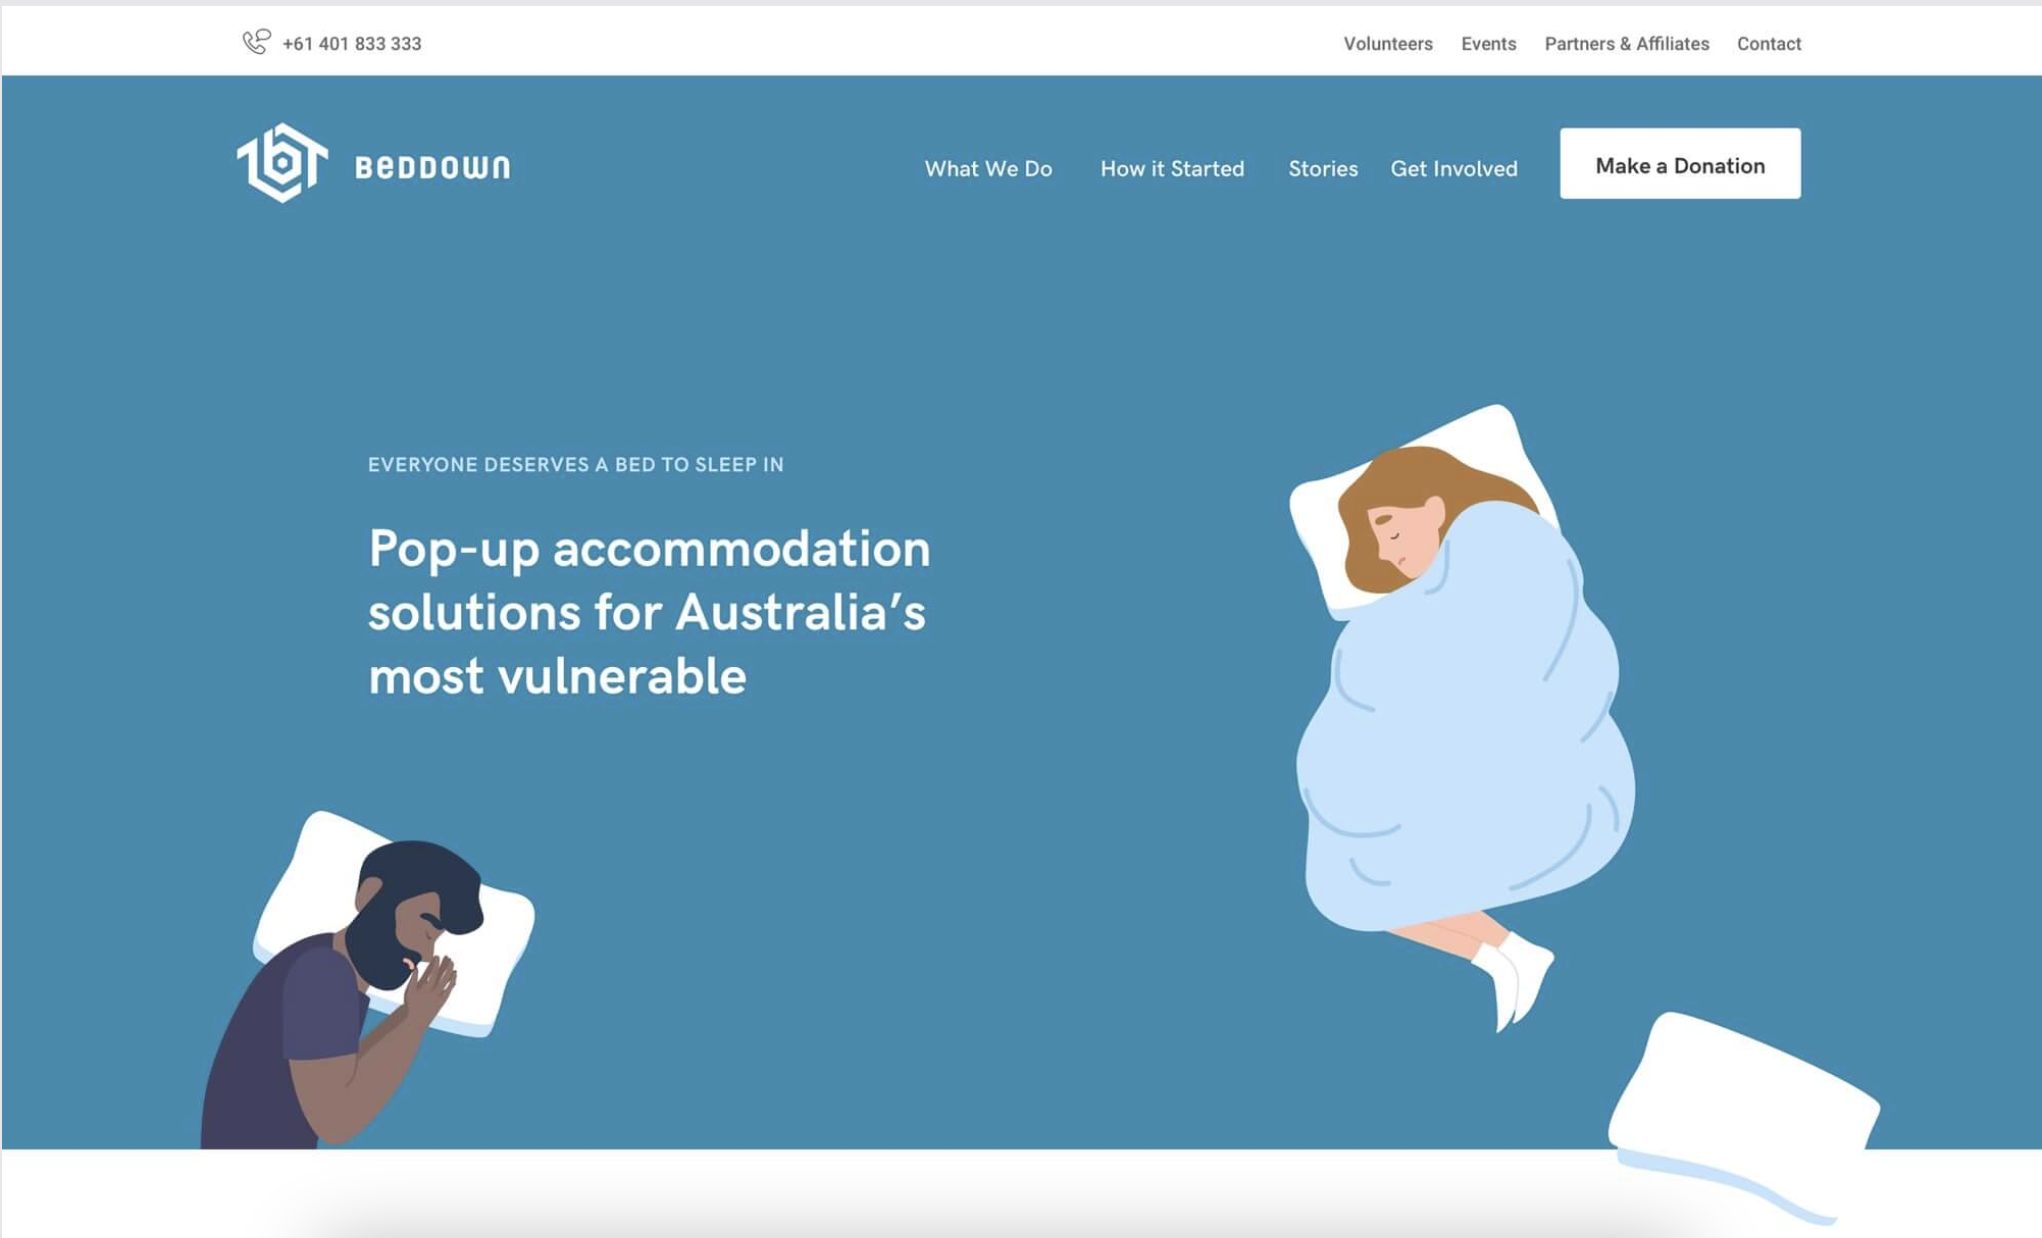 +61 401 833 333
Volunteers Events Partners & Affiliates Contact
BeDDOWn
What We Do How it Started Stories Get Involved Make a Donation
EVERYONE DESERVES A BED TO SLEEP IN
Pop-up accommodation
solutions for Australia’s
most vulnerable